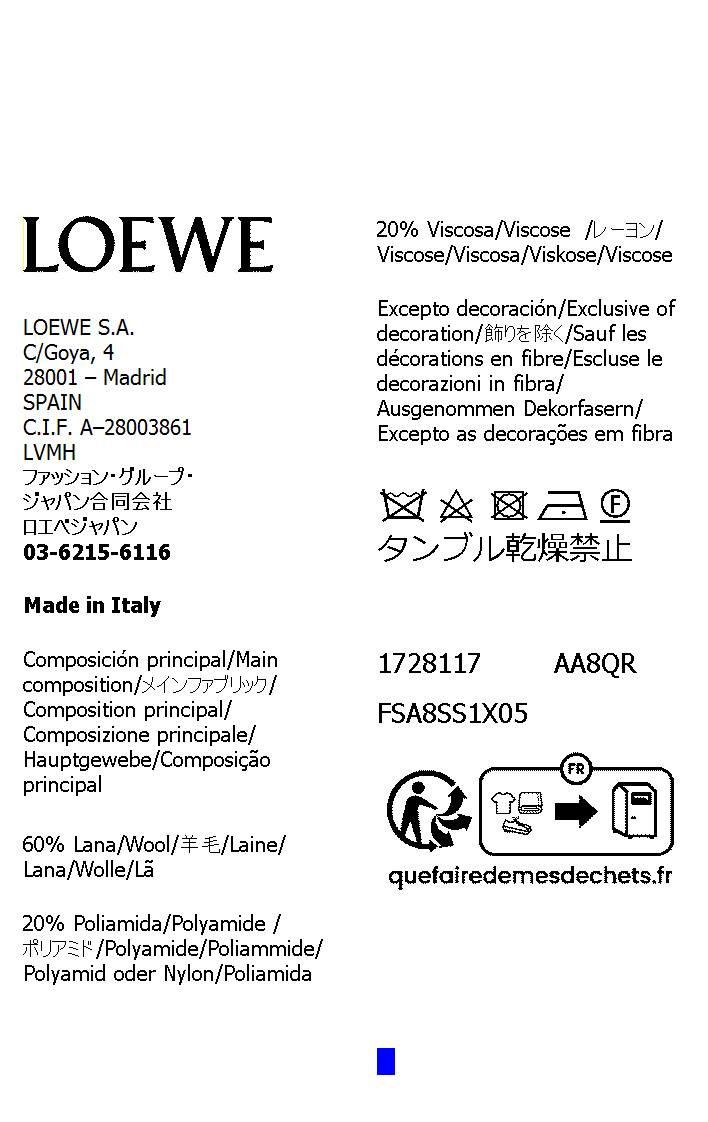 LOEWE
LOEWE S.A.
C/Goya, 4
28001 – Madrid
SPAIN
C.I.F. A–28003861
LVMH
ファッション・グループ・
ジャパン合同会社
ロエベジャパン
03-6215-6116
Made in Italy
Composición principal/Main
composition/メインファブリック/
Composition principal/
Composizione principale/
Hauptgewebe/Composição
principal
60% Lana/Wool/羊毛/Laine/
Lana/Wolle/Lã
20% Poliamida/Polyamide /
ポリアミド/Polyamide/Poliammide/
Polyamid oder Nylon/Poliamida
20% Viscosa/Viscose /レーヨン/
Viscose/Viscosa/Viskose/Viscose
Excepto decoración/Exclusive of
decoration/飾りを除く/Sauf les
décorations en fibre/Escluse le
decorazioni in fibra/
Ausgenommen Dekorfasern/
Excepto as decorações em fibra
F
タンブル乾燥禁止
1728117 AA8QR
FSA8SS1X05
FR
quefairedemesdechets.fr